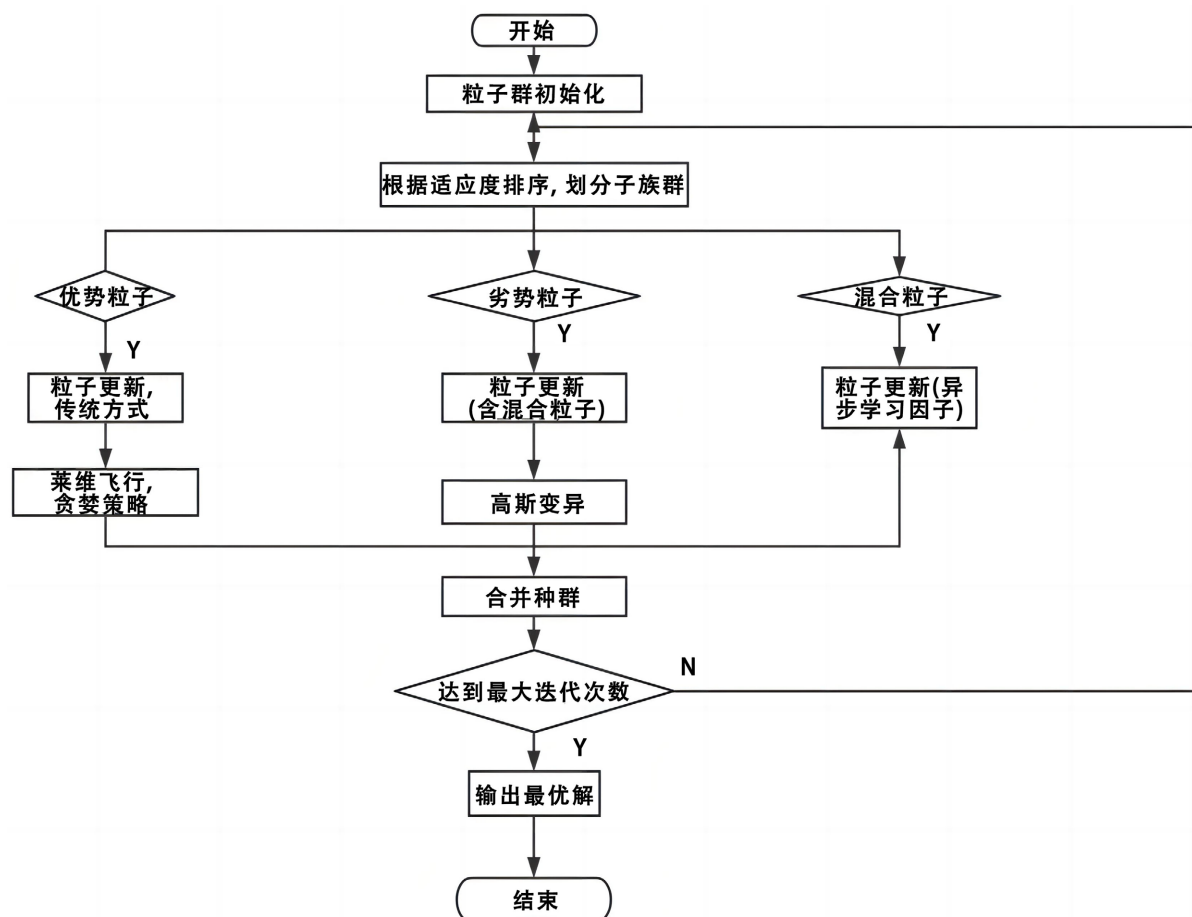 开始
粒子群初始化
根据适应度排序, 划分子族群
优势粒子
劣势粒子
混合粒子
Y
Y
Y
粒子更新,
传统方式
粒子更新
(含混合粒子)
粒子更新(异
步学习因子)
莱维飞行,
贪婪策略
高斯变异
合并种群
达到最大迭代次数
N
Y
输出最优解
结束